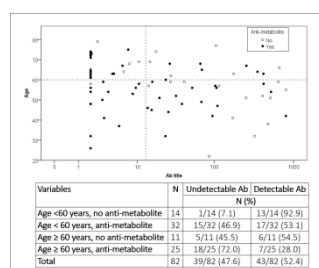 Anti-metabolite
No
Yes
80
70
60
50
40
30
20
Age
0 10 100 1000
Ab titre
Variables N Undetectable Ab Detectable Ab
N (%)
Age <60 years, no anti-metabolite 14 1/14 (7.1) 13/14 (92.9)
Age < 60 years, anti-metabolite 32 15/32 (46.9) 17/32 (53.1)
Age ≥ 60 years, no anti-metabolite 11 5/11 (45.5) 6/11 (54.5)
Age ≥ 60 years, anti-metabolite 25 18/25 (72.0) 7/25 (28.0)
Total 82 39/82 (47.6) 43/82 (52.4)